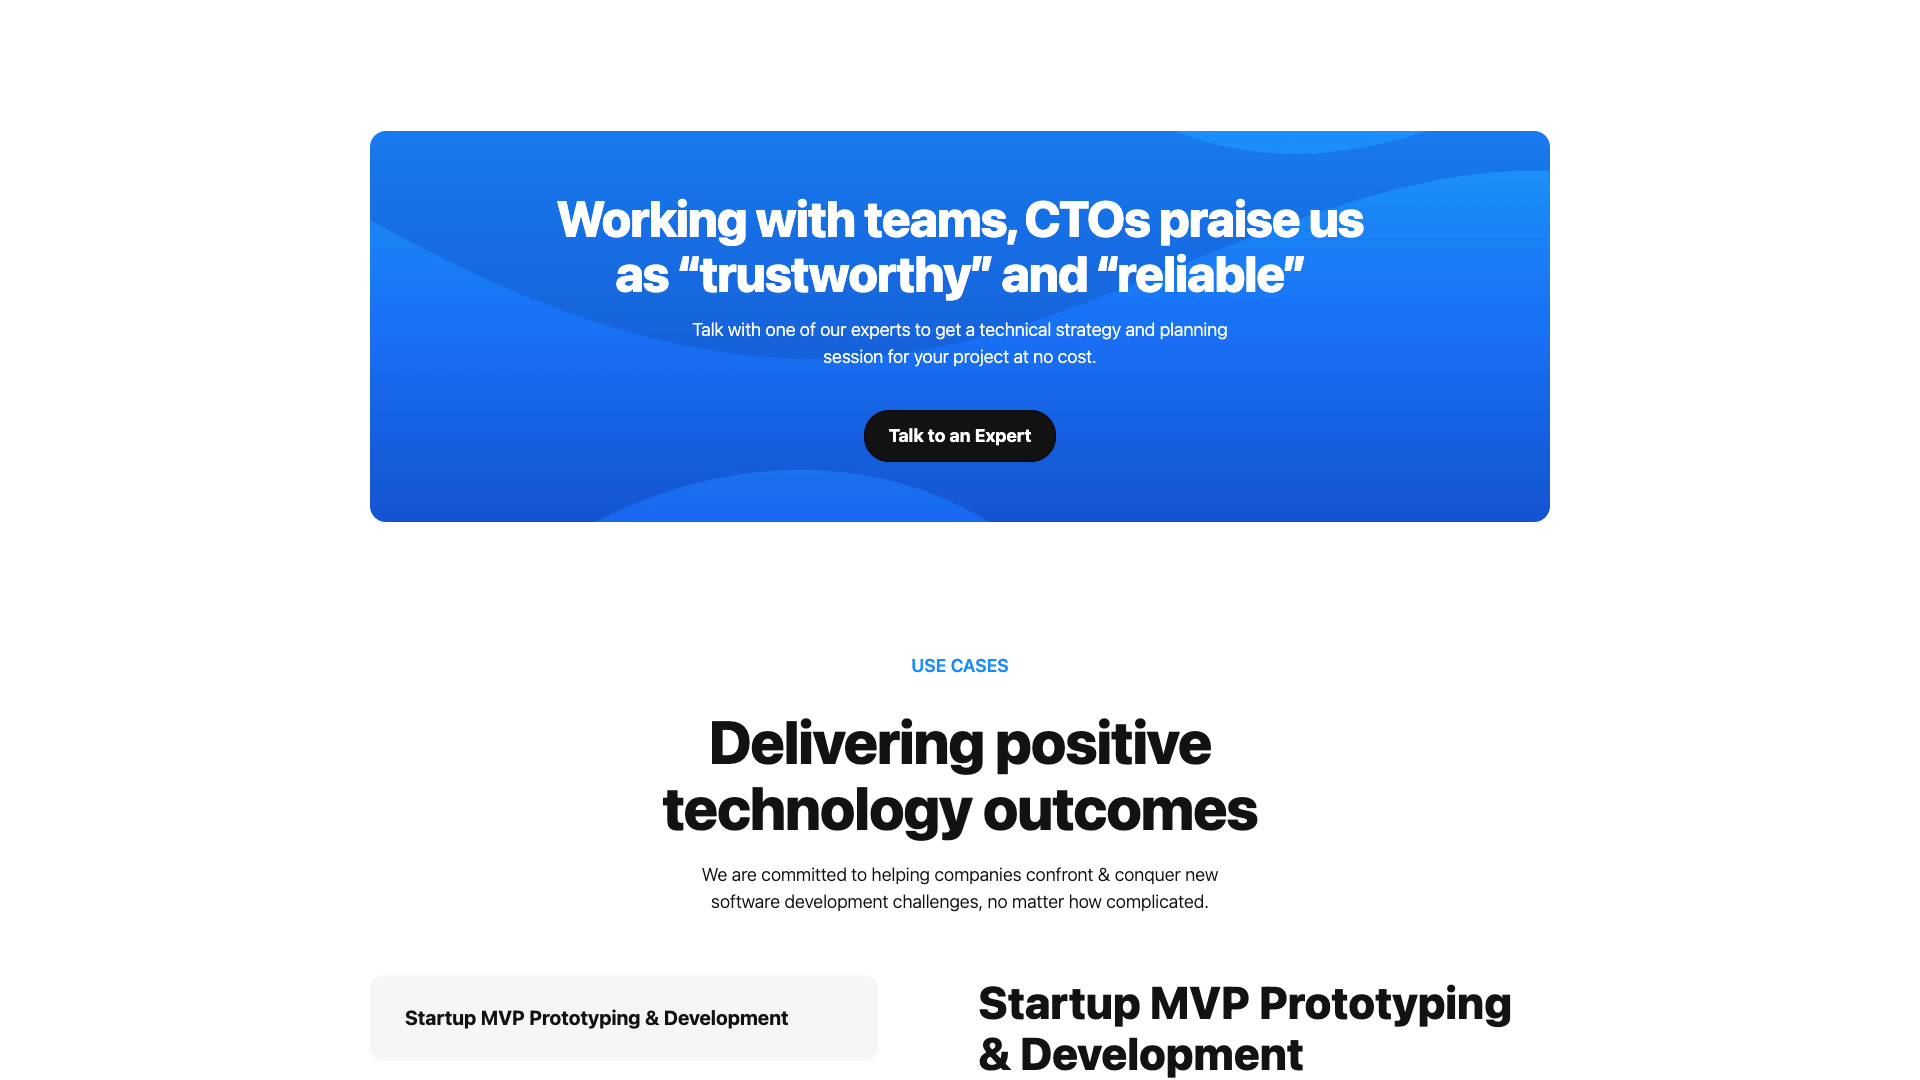 Working with teams, CTOs praise us
as “trustworthy” and “reliable”
Talk with one of our experts to get a technical strategy and planning
session for your project at no cost.
Talk to an Expert
USE CASES
Delivering positive
technology outcomes
We are committed to helping companies confront & conquer new
software development challenges, no matter how complicated.
Startup MVP Prototyping & Development
Startup MVP Prototyping
& Development